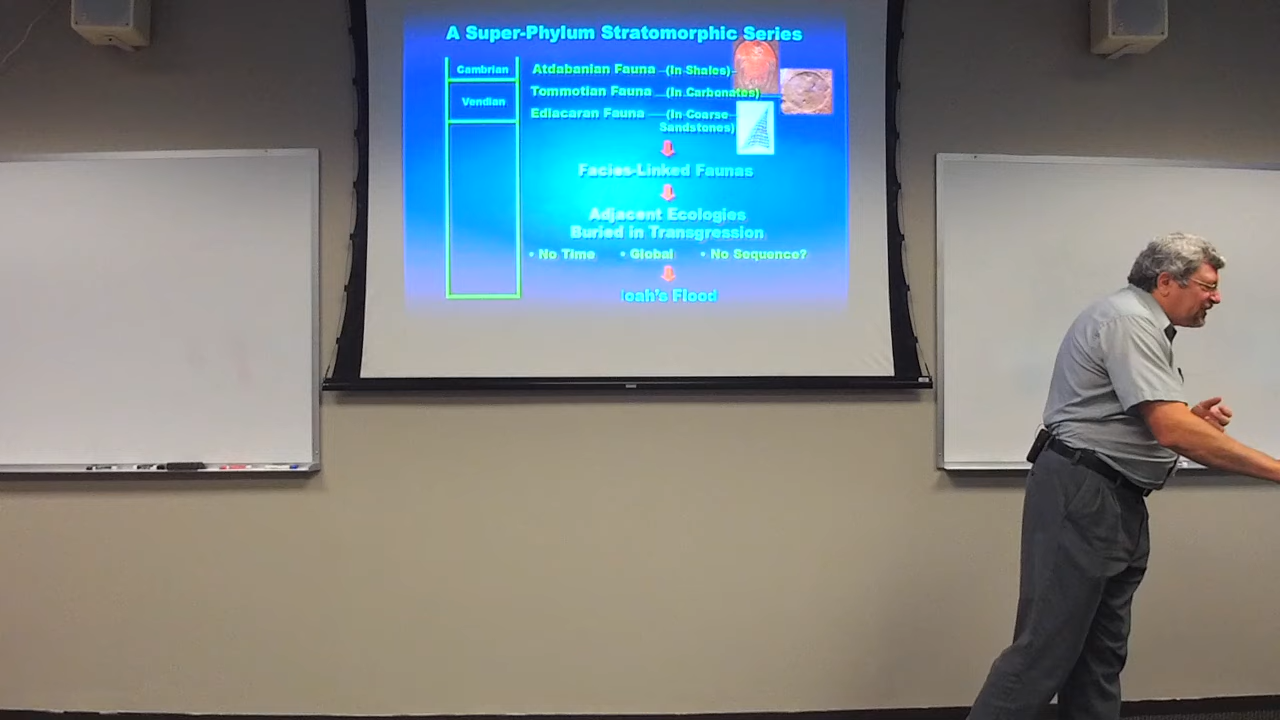 A Super-Phylum Stratomorphic Series
Cambrian
Atdabanian Fauna (In Shales)
Tommotian Fauna (In Carbonates)
Vendian
Ediacaran Fauna (In Coarse
Sandstones)
Facies-Linked Faunas
Adjacent Ecologies
Buried in Transgression
• No Time • Global • No Sequence?
oah's Flood